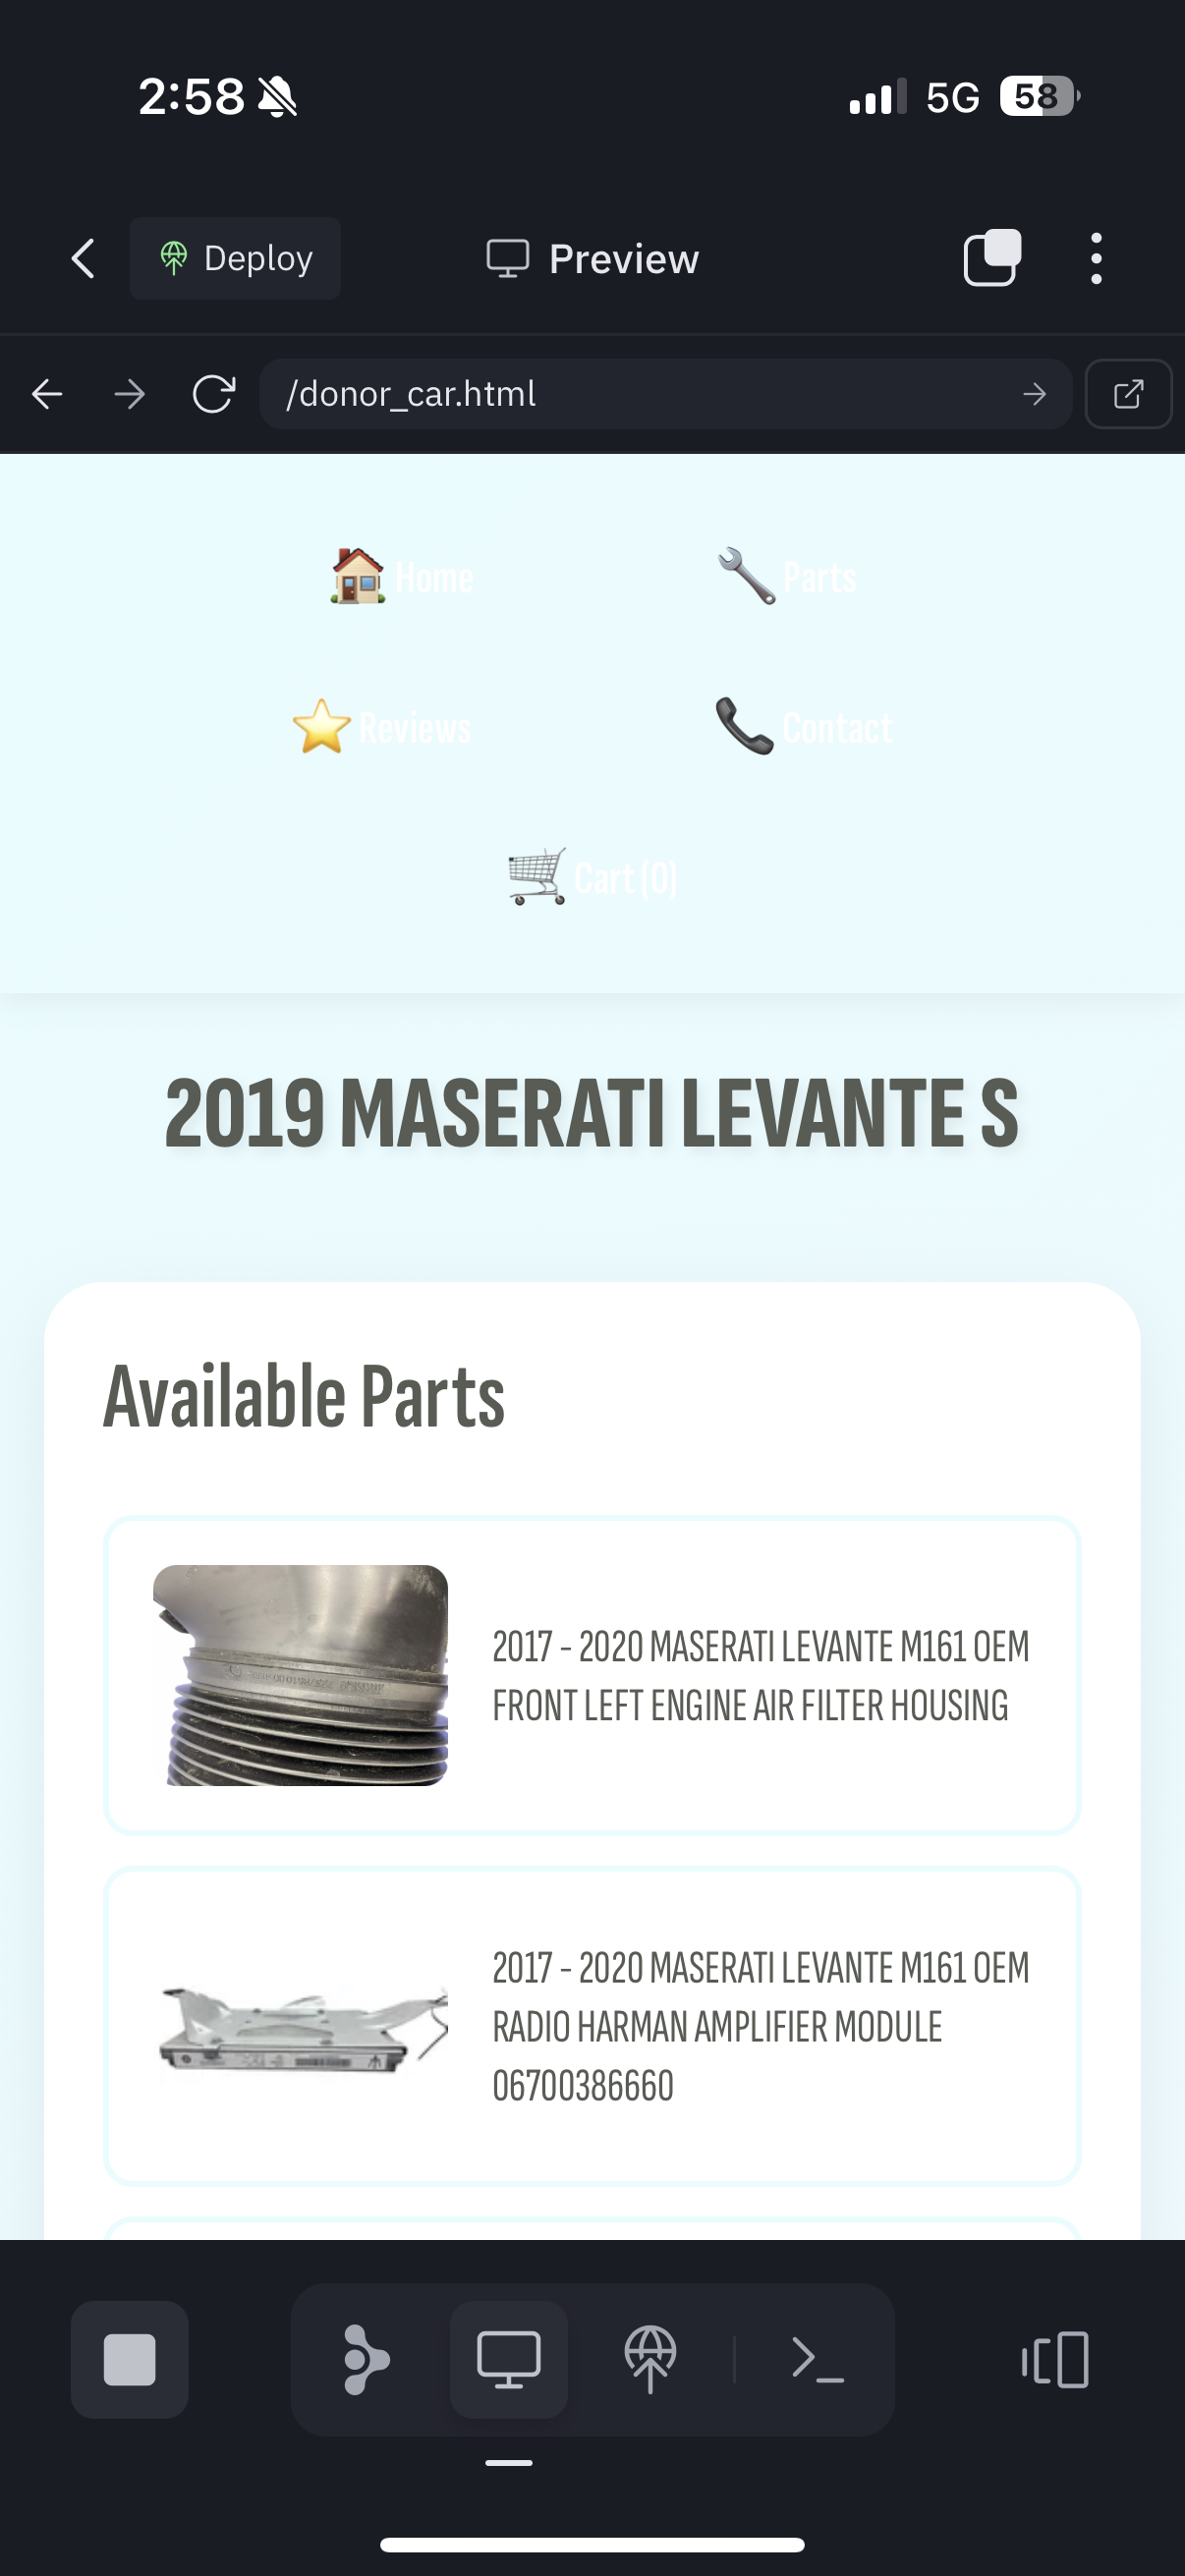 2:58
5G
58
Deploy
Preview
/donor_car.html
Home
Parts
Reviews
Contact
Cart (0)
2019 MASERATI LEVANTE S
Available Parts
2017 - 2020 MASERATI LEVANTE M161 OEM
FRONT LEFT ENGINE AIR FILTER HOUSING
2017 - 2020 MASERATI LEVANTE M161 OEM
RADIO HARMAN AMPLIFIER MODULE
06700386660